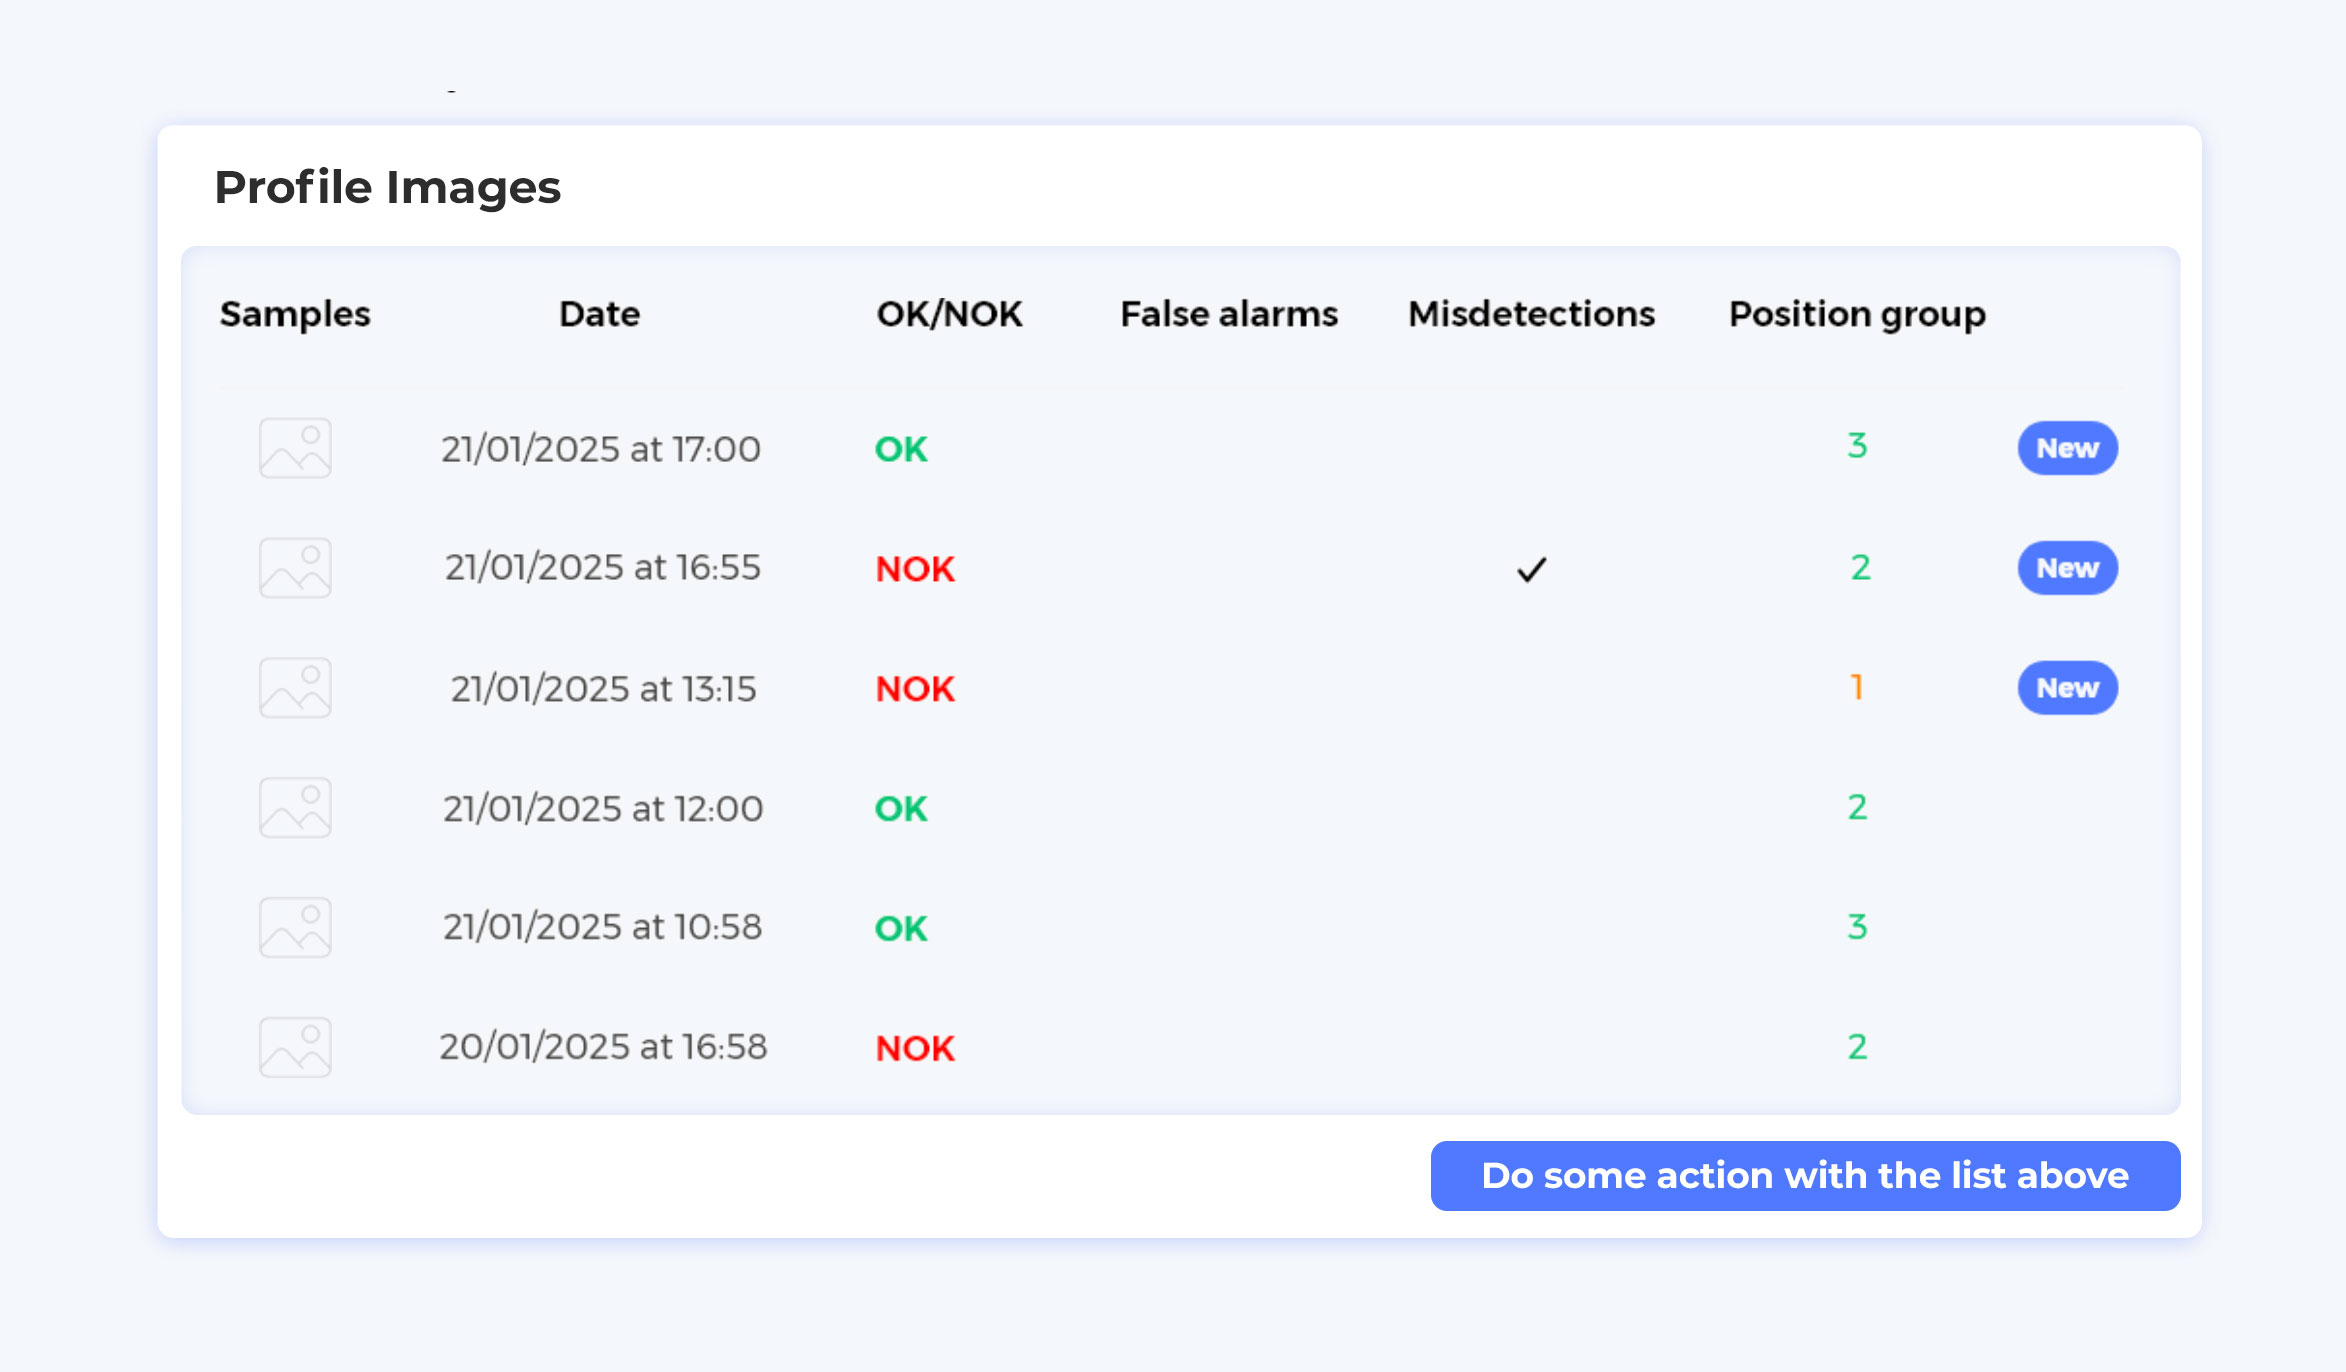 Profile Images
Samples Date OK/NOK False alarms Misdetections Position group
21/01/2025 at 17:00 OK 3 New
21/01/2025 at 16:55 NOK ✓ 2 New
21/01/2025 at 13:15 NOK 1 New
21/01/2025 at 12:00 OK 2
21/01/2025 at 10:58 OK 3
20/01/2025 at 16:58 NOK 2
Do some action with the list above